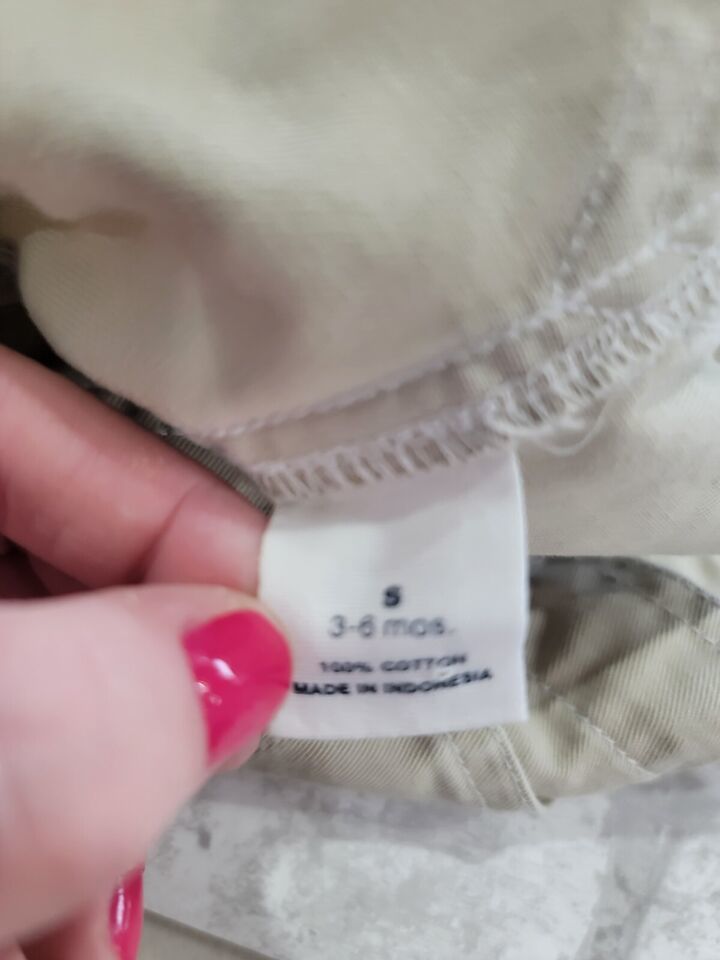 S
3-6 mos.
100% COTTON
MADE IN INDONESIA